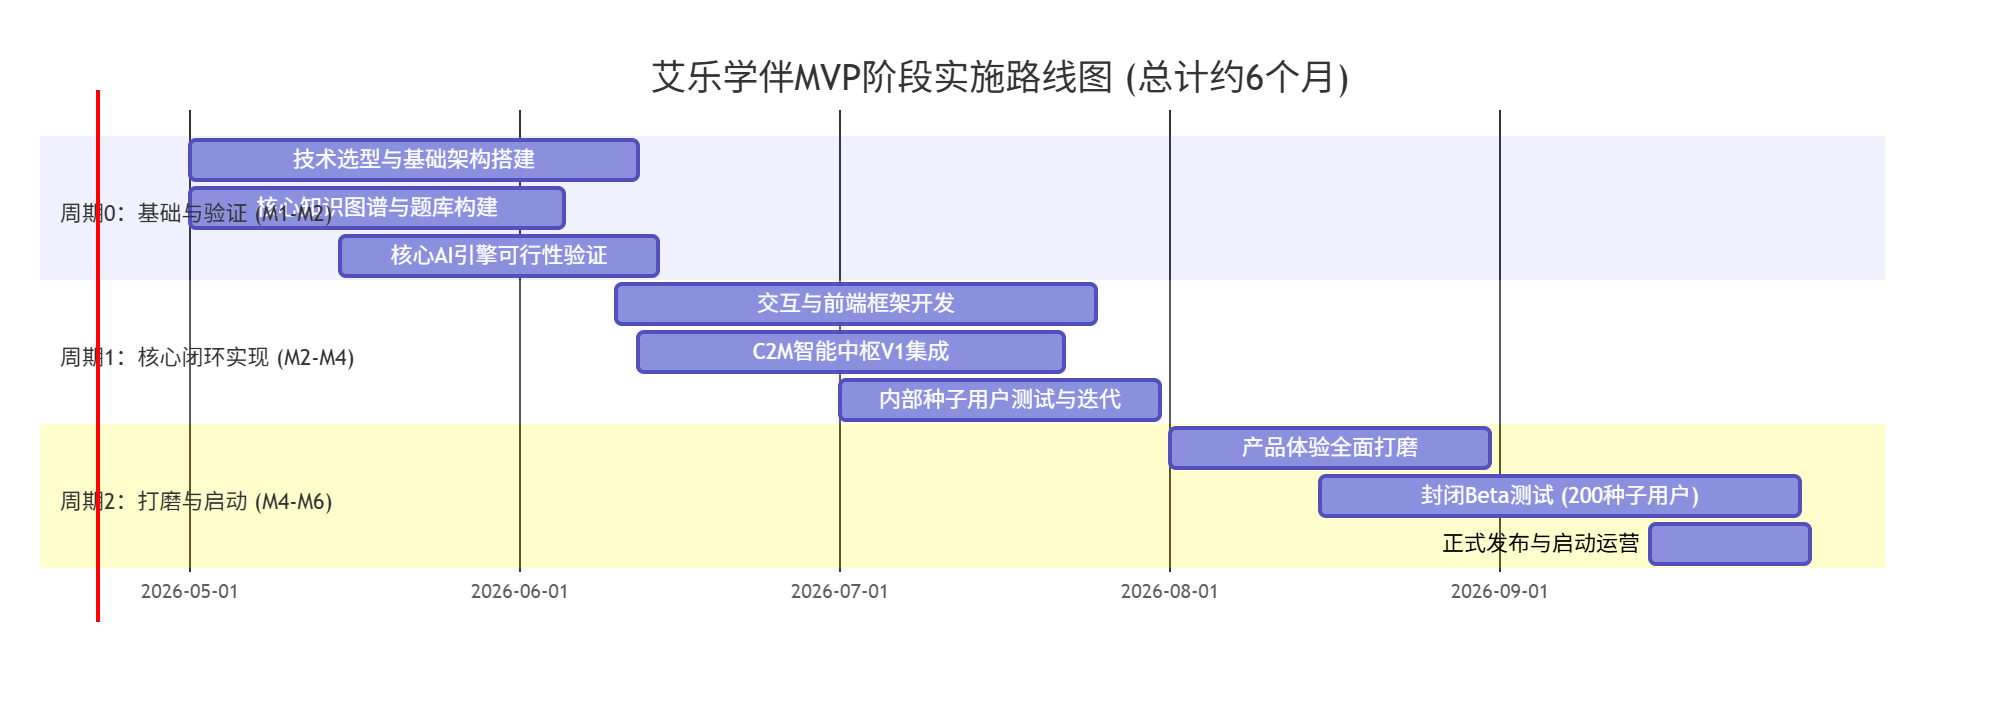 艾乐学伴MVP阶段实施路线图 (总计约6个月)
技术选型与基础架构搭建
核心知识图谱与题库构建
周期0：基础与验证 (M1-M2)
核心AI引擎可行性验证
交互与前端框架开发
C2M智能中枢V1集成
周期1：核心闭环实现 (M2-M4)
内部种子用户测试与迭代
产品体验全面打磨
封闭Beta测试 (200种子用户)
周期2：打磨与启动 (M4-M6)
正式发布与启动运营
2026-05-01
2026-06-01
2026-07-01
2026-08-01
2026-09-01